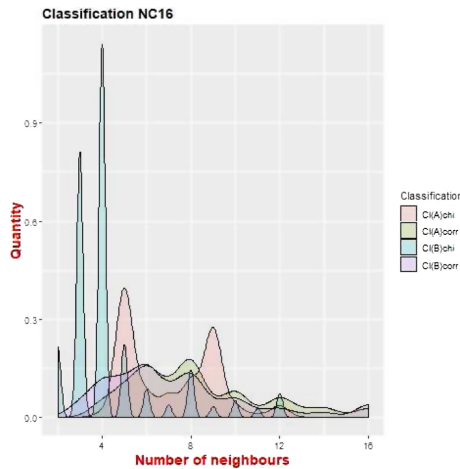 Classification NC16
Quantity
0.9
0.6
0.3
0.0
4
8
12
16
Number of neighbours
Classification
Cl(A)chi
Cl(A)corr
Cl(B)chi
Cl(B)corr